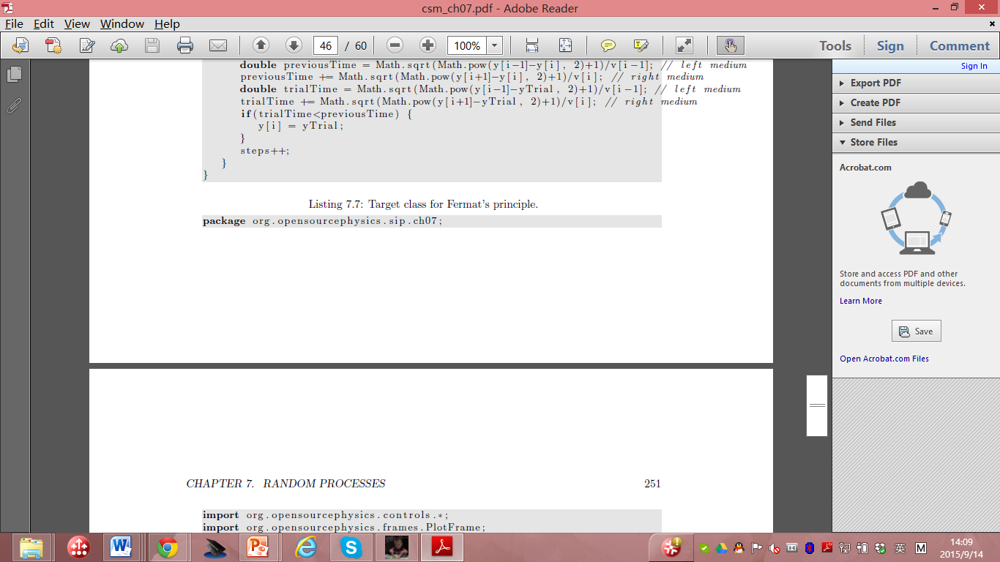 csm_ch07.pdf - Adobe Reader
File Edit View Window Help
46 / 60 100% Tools Sign Comment
Sign In
Export PDF
Create PDF
Send Files
Store Files
Acrobat.com
Store and access PDF and other
documents from multiple devices.
Learn More
Save
Open Acrobat.com Files
double previousTime = Math.sqrt(Math.pow(y[i-1]-y[i], 2)+1)/v[i-1]; // left medium
previousTime += Math.sqrt(Math.pow(y[i+1]-y[i], 2)+1)/v[i]; // right medium
double trialTime = Math.sqrt(Math.pow(y[i-1]-yTrial, 2)+1)/v[i-1]; // left medium
trialTime += Math.sqrt(Math.pow(y[i+1]-yTrial, 2)+1)/v[i]; // right medium
if(trialTime<previousTime) {
y[i] = yTrial;
}
steps++;
}
}
Listing 7.7: Target class for Fermat's principle.
package org.opensourcephysics.sip.ch07;
CHAPTER 7. RANDOM PROCESSES 251
import org.opensourcephysics.controls.*;
import org.opensourcephysics.frames.PlotFrame;
英 M
14:09
2015/9/14